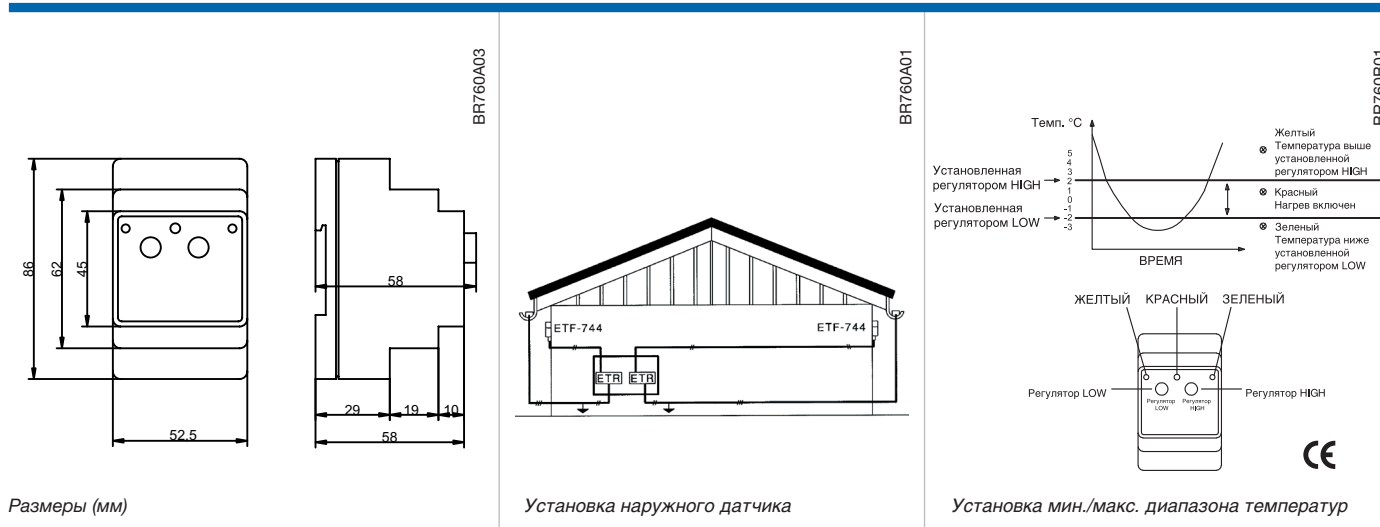 BR760A03
86
62
45
58
29
19
10
52.5
58
Размеры (мм)
BR760A01
ETF-744
ETF-744
ETR
ETR
Установка наружного датчика
Темп. °C
5
4
3
2
1
0
-1
-2
-3
Установленная
регулятором HIGH
Установленная
регулятором LOW
Желтый
Температура выше
установленной
регулятором HIGH
Красный
Нагрев включен
Зеленый
Температура ниже
установленной
регулятором LOW
ВРЕМЯ
ЖЕЛТЫЙ КРАСНЫЙ ЗЕЛЕНЫЙ
Регулятор LOW
Регулятор
LOW
Регулятор
HIGH
Регулятор HIGH
CE
Установка мин./макс. диапазона температур